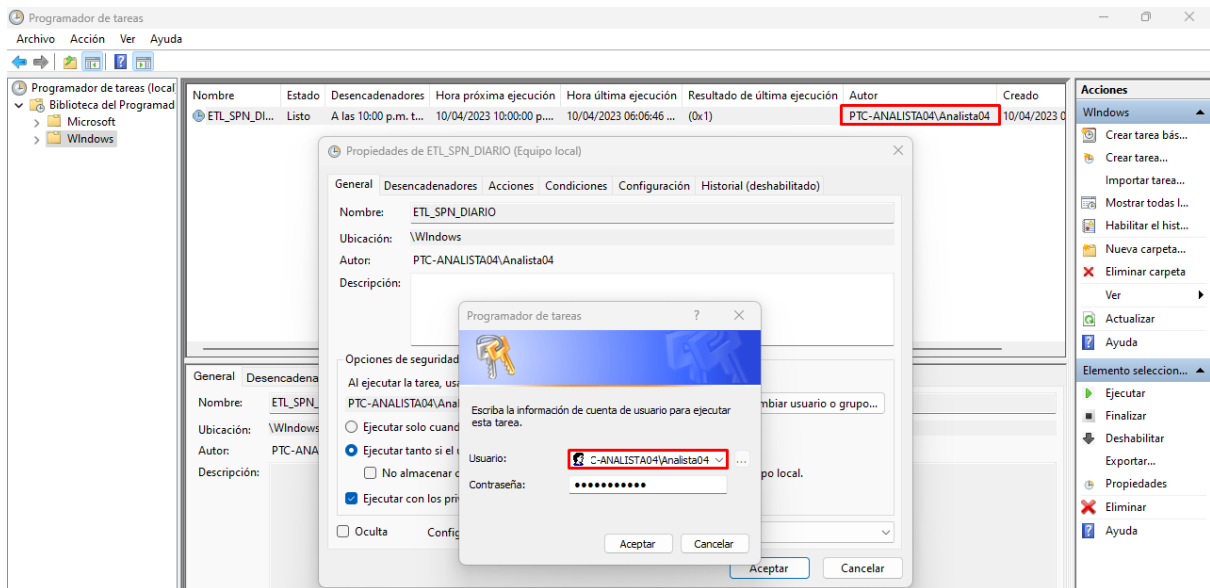 Programador de tareas
Archivo Acción Ver Ayuda
Programador de tareas (local
Biblioteca del Programad
Microsoft
WIndows
Nombre Estado Desencadenadores Hora próxima ejecución Hora última ejecución Resultado de última ejecución Autor Creado
ETL_SPN_DI... Listo A las 10:00 p.m. t... 10/04/2023 10:00:00 p.... 10/04/2023 06:06:46 ... (0x1) PTC-ANALISTA04\Analista04 10/04/2023 0
Propiedades de ETL_SPN_DIARIO (Equipo local)
General Desencadenadores Acciones Condiciones Configuración Historial (deshabilitado)
Nombre: ETL_SPN_DIARIO
Ubicación: \WIndows
Autor: PTC-ANALISTA04\Analista04
Descripción:
Opciones de seguridad
Al ejecutar la tarea, usa
PTC-ANALISTA04\Anal
mbiar usuario o grupo...
Ejecutar solo cuand
Ejecutar tanto si el u
No almacenar c
po local.
Ejecutar con los pri
Oculta Config
Aceptar Cancelar
Programador de tareas ?
Escriba la información de cuenta de usuario para ejecutar
esta tarea.
Usuario: C-ANALISTA04\Analista04 ...
Contraseña: •••••••••••
Aceptar Cancelar
General Desencadena
Nombre: ETL_SPN_
Ubicación: \WIndows
Autor: PTC-ANA
Descripción:
Acciones
WIndows
Crear tarea bás...
Crear tarea...
Importar tarea...
Mostrar todas l...
Habilitar el hist...
Nueva carpeta...
Eliminar carpeta
Ver
Actualizar
Ayuda
Elemento seleccion...
Ejecutar
Finalizar
Deshabilitar
Exportar...
Propiedades
Eliminar
Ayuda